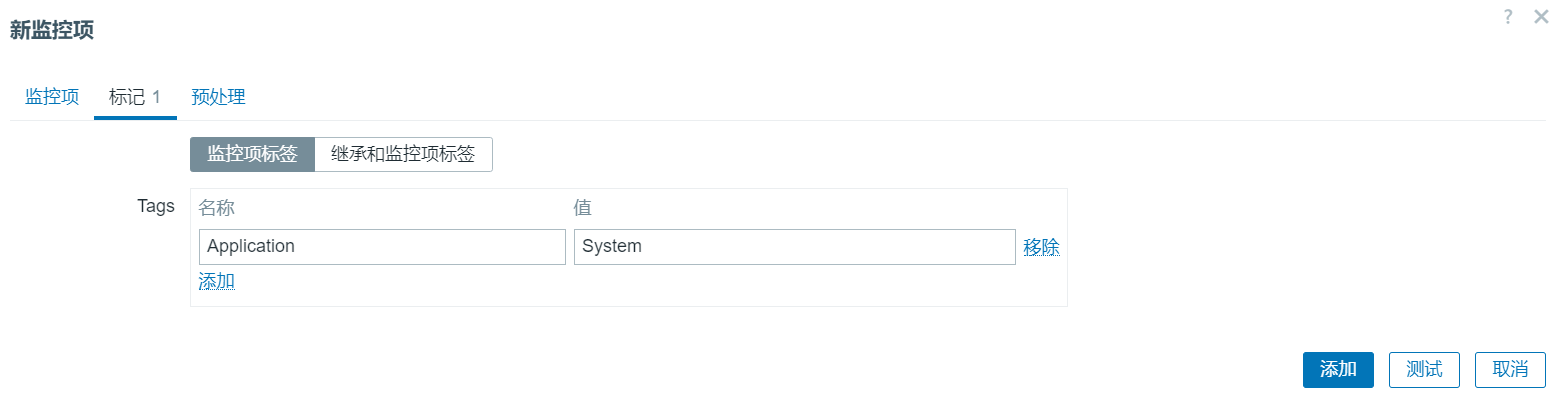 新监控项
?
监控项 标记 1 预处理
监控项标签 继承和监控项标签
Tags 名称 值
Application System 移除
添加
添加 测试 取消